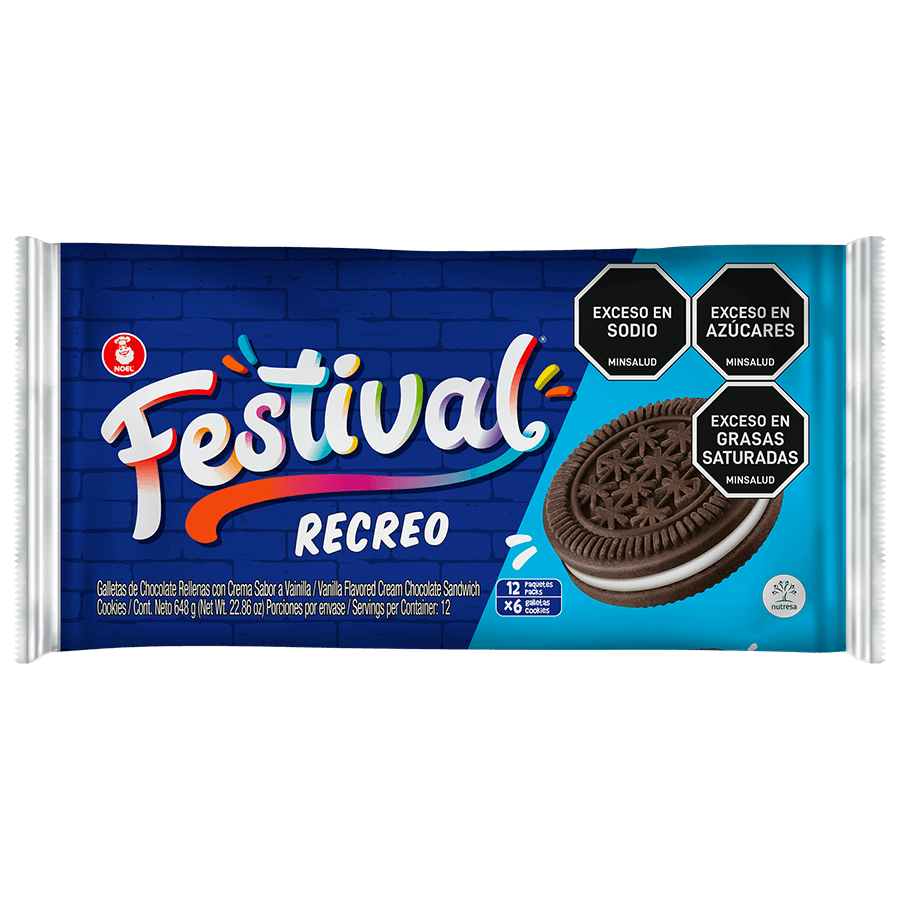 EXCESO EN
SODIO
MINSALUD
EXCESO EN
AZÚCARES
MINSALUD
EXCESO EN
GRASAS
SATURADAS
MINSALUD
NOEL
Festival®
RECREO
Galletas de Chocolate Rellenas con Crema Sabor a Vainilla / Vanilla Flavored Cream Chocolate Sandwich
Cookies / Cont. Neto 648 g (Net Wt. 22.86 oz) Porciones por envase / Servings per Container: 12
12 Paquetes Packs
x6 galletas cookies
nutresa